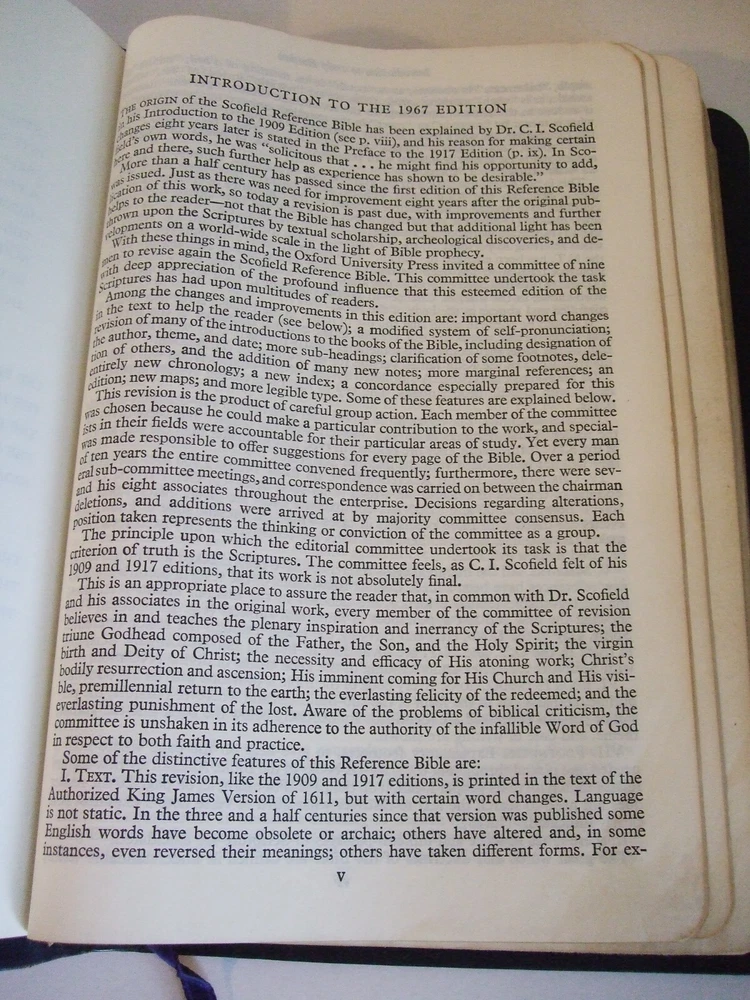 INTRODUCTION TO THE 1967 EDITION
THE ORIGIN of the Scofield Reference Bible has been explained by Dr. C. I. Scofield
in his Introduction to the 1909 Edition (see p. viii), and his reason for making certain
changes eight years later is stated in the Preface to the 1917 Edition (p. ix). In Sco-
field's own words, he was "solicitous that . . . he might find his opportunity to add,
here and there, such further help as experience has shown to be desirable."
More than a half century has passed since the first edition of this Reference Bible
was issued. Just as there was need for improvement eight years after the original pub-
lication of this work, so today a revision is past due, with improvements and further
helps to the reader—not that the Bible has changed but that additional light has been
thrown upon the Scriptures by textual scholarship, archeological discoveries, and de-
velopments on a world-wide scale in the light of Bible prophecy.
With these things in mind, the Oxford University Press invited a committee of nine
men to revise again the Scofield Reference Bible. This committee undertook the task
with deep appreciation of the profound influence that this esteemed edition of the
Scriptures has had upon multitudes of readers.
Among the changes and improvements in this edition are: important word changes
in the text to help the reader (see below); a modified system of self-pronunciation;
revision of many of the introductions to the books of the Bible, including designation of
the author, theme, and date; more sub-headings; clarification of some footnotes, dele-
tion of others, and the addition of many new notes; more marginal references; an
entirely new chronology; a new index; a concordance especially prepared for this
edition; new maps; and more legible type. Some of these features are explained below.
This revision is the product of careful group action. Each member of the committee
was chosen because he could make a particular contribution to the work, and special-
ists in their fields were accountable for their particular areas of study. Yet every man
was made responsible to offer suggestions for every page of the Bible. Over a period
of ten years the entire committee convened frequently; furthermore, there were sev-
eral sub-committee meetings, and correspondence was carried on between the chairman
and his eight associates throughout the enterprise. Decisions regarding alterations,
deletions, and additions were arrived at by majority committee consensus. Each
position taken represents the thinking or conviction of the committee as a group.
The principle upon which the editorial committee undertook its task is that the
criterion of truth is the Scriptures. The committee feels, as C. I. Scofield felt of his
1909 and 1917 editions, that its work is not absolutely final.
This is an appropriate place to assure the reader that, in common with Dr. Scofield
and his associates in the original work, every member of the committee of revision
believes in and teaches the plenary inspiration and inerrancy of the Scriptures; the
triune Godhead composed of the Father, the Son, and the Holy Spirit; the virgin
birth and Deity of Christ; the necessity and efficacy of His atoning work; Christ's
bodily resurrection and ascension; His imminent coming for His Church and His visi-
ble, premillennial return to the earth; the everlasting felicity of the redeemed; and the
everlasting punishment of the lost. Aware of the problems of biblical criticism, the
committee is unshaken in its adherence to the authority of the infallible Word of God
in respect to both faith and practice.
Some of the distinctive features of this Reference Bible are:
I. TEXT. This revision, like the 1909 and 1917 editions, is printed in the text of the
Authorized King James Version of 1611, but with certain word changes. Language
is not static. In the three and a half centuries since that version was published some
English words have become obsolete or archaic; others have altered and, in some
instances, even reversed their meanings; others have taken different forms. For ex-
v